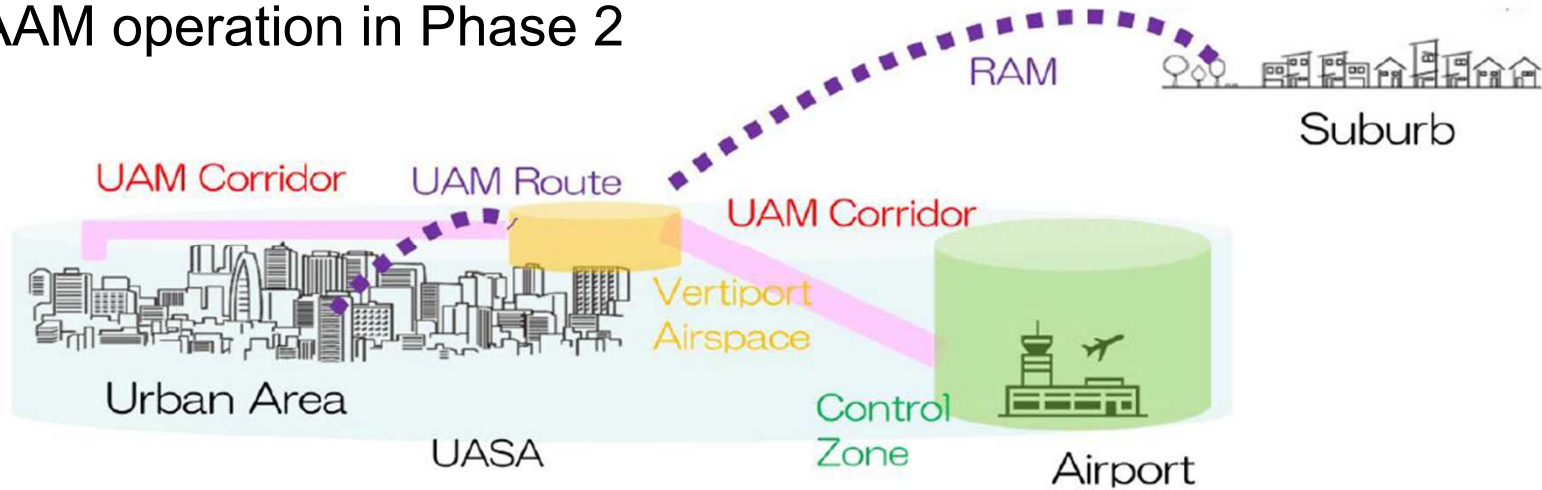 AAM operation in Phase 2
RAM
Suburb
UAM Corridor
UAM Route
UAM Corridor
Vertiport
Airspace
Urban Area
Control
Zone
UASA
Airport